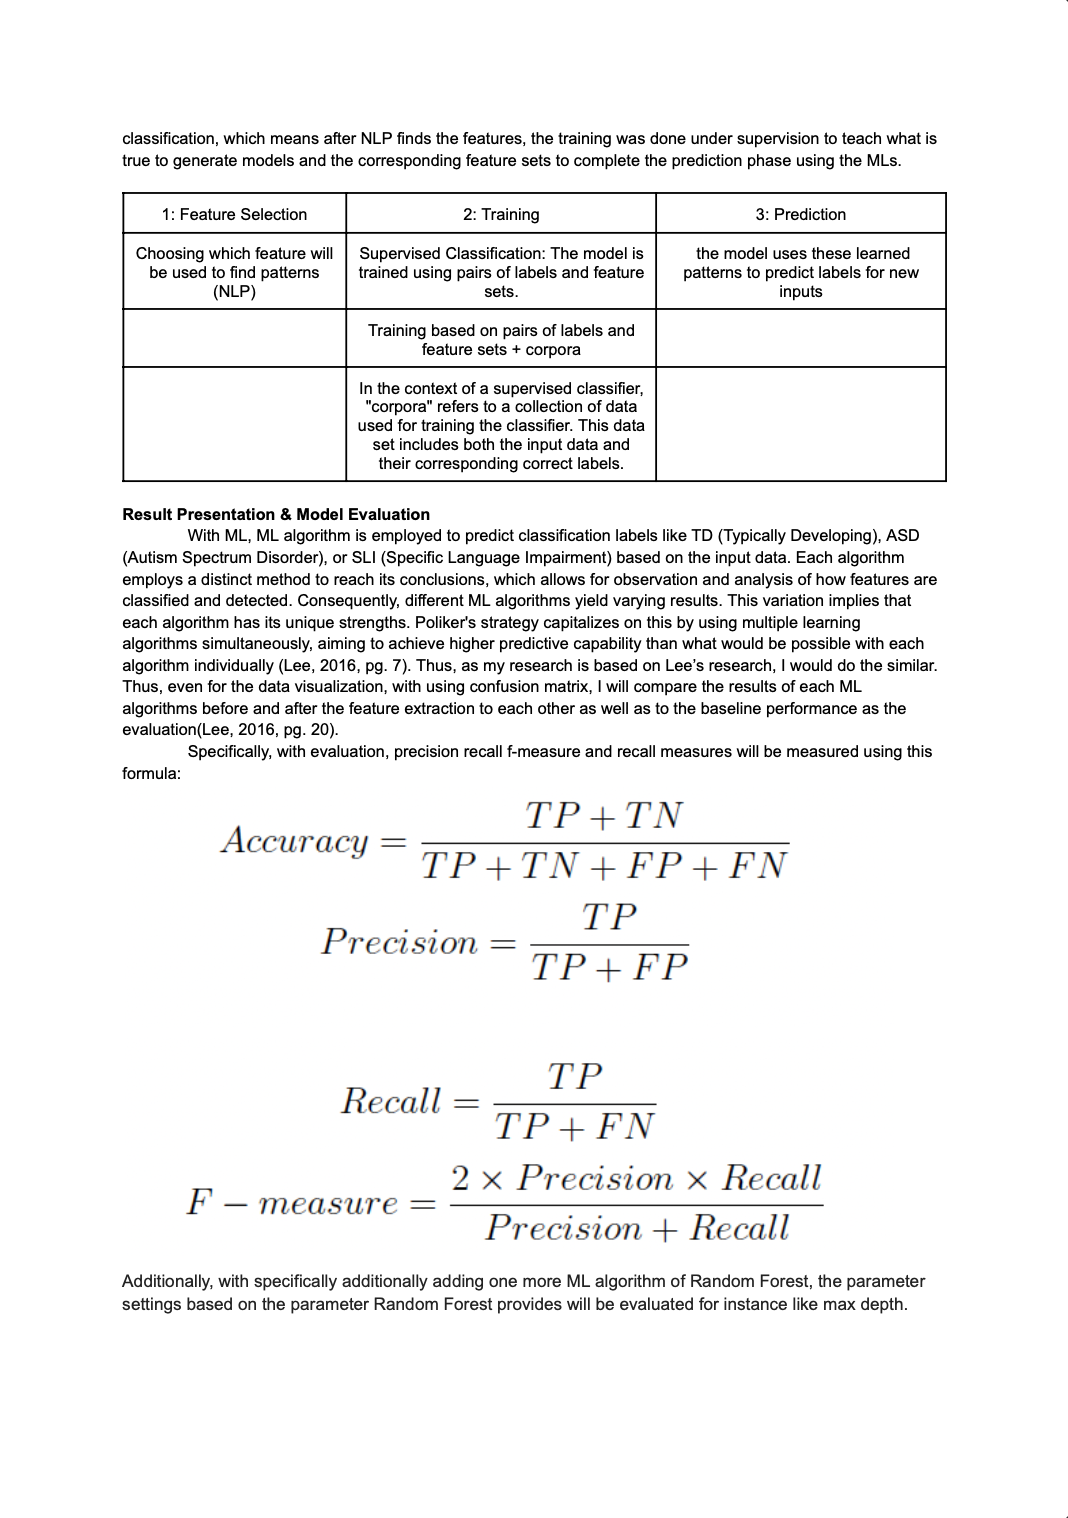 classification, which means after NLP finds the features, the training was done under supervision to teach what is
true to generate models and the corresponding feature sets to complete the prediction phase using the MLs.
1: Feature Selection
2: Training
3: Prediction
Choosing which feature will
be used to find patterns
(NLP)
Supervised Classification: The model is
trained using pairs of labels and feature
sets.
the model uses these learned
patterns to predict labels for new
inputs
Training based on pairs of labels and
feature sets + corpora
In the context of a supervised classifier,
"corpora" refers to a collection of data
used for training the classifier. This data
set includes both the input data and
their corresponding correct labels.
Result Presentation & Model Evaluation
With ML, ML algorithm is employed to predict classification labels like TD (Typically Developing), ASD
(Autism Spectrum Disorder), or SLI (Specific Language Impairment) based on the input data. Each algorithm
employs a distinct method to reach its conclusions, which allows for observation and analysis of how features are
classified and detected. Consequently, different ML algorithms yield varying results. This variation implies that
each algorithm has its unique strengths. Poliker's strategy capitalizes on this by using multiple learning
algorithms simultaneously, aiming to achieve higher predictive capability than what would be possible with each
algorithm individually (Lee, 2016, pg. 7). Thus, as my research is based on Lee's research, I would do the similar.
Thus, even for the data visualization, with using confusion matrix, I will compare the results of each ML
algorithms before and after the feature extraction to each other as well as to the baseline performance as the
evaluation(Lee, 2016, pg. 20).
Specifically, with evaluation, precision recall f-measure and recall measures will be measured using this
formula:
Accuracy = TP + TN / TP + TN + FP + FN
Precision = TP / TP + FP
Recall = TP / TP + FN
F − measure = 2 × Precision × Recall / Precision + Recall
Additionally, with specifically additionally adding one more ML algorithm of Random Forest, the parameter
settings based on the parameter Random Forest provides will be evaluated for instance like max depth.